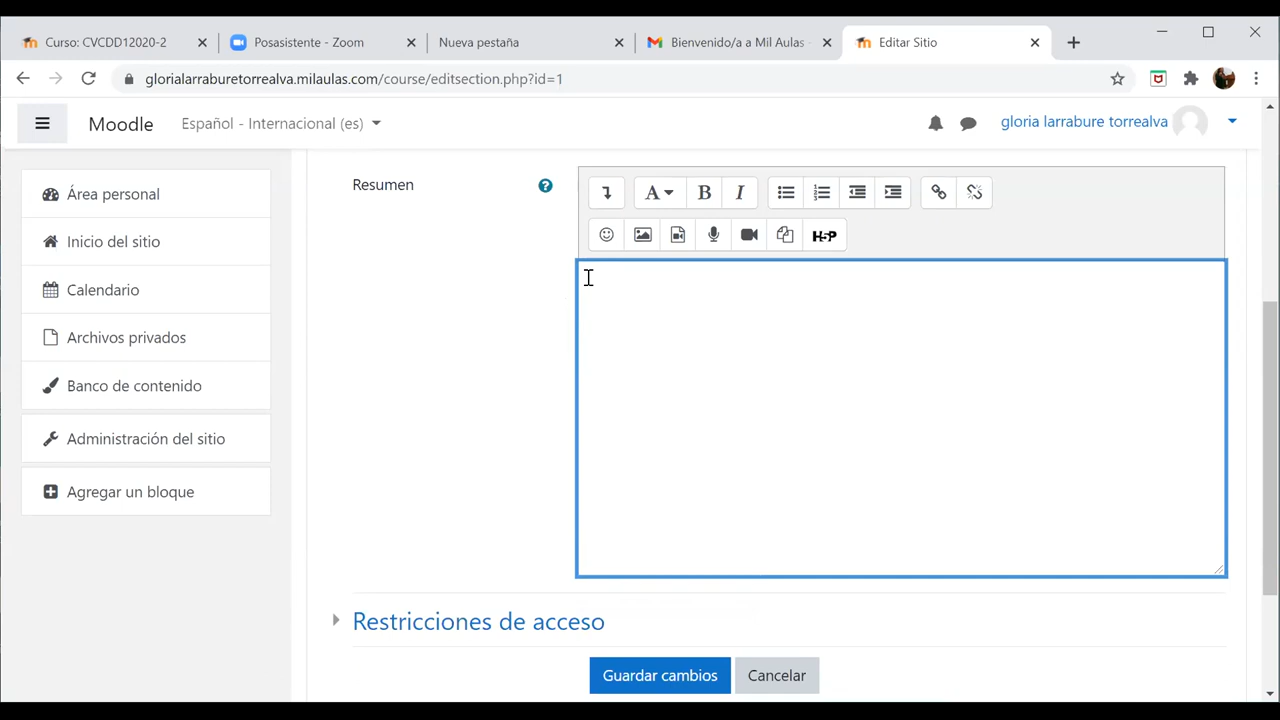 Curso: CVCDD12020-2
Posasistente - Zoom
Nueva pestaña
Bienvenido/a a Mil Aulas -
Editar Sitio
glorialarraburetorrealva.milaulas.com/course/editsection.php?id=1
Moodle
Español - Internacional (es)
gloria larrabure torrealva
Área personal
Inicio del sitio
Calendario
Archivos privados
Banco de contenido
Administración del sitio
Agregar un bloque
Resumen
A B I
H5P
Restricciones de acceso
Guardar cambios
Cancelar